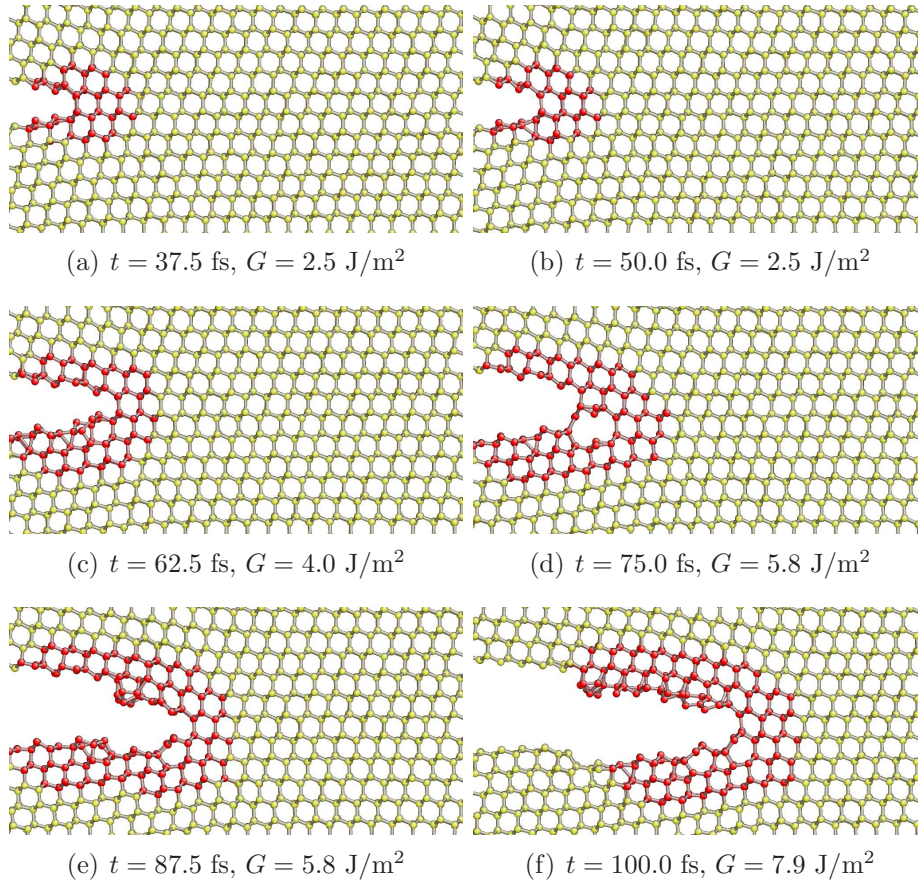 (a) t = 37.5 fs, G = 2.5 J/m²
(b) t = 50.0 fs, G = 2.5 J/m²
(c) t = 62.5 fs, G = 4.0 J/m²
(d) t = 75.0 fs, G = 5.8 J/m²
(e) t = 87.5 fs, G = 5.8 J/m²
(f) t = 100.0 fs, G = 7.9 J/m²